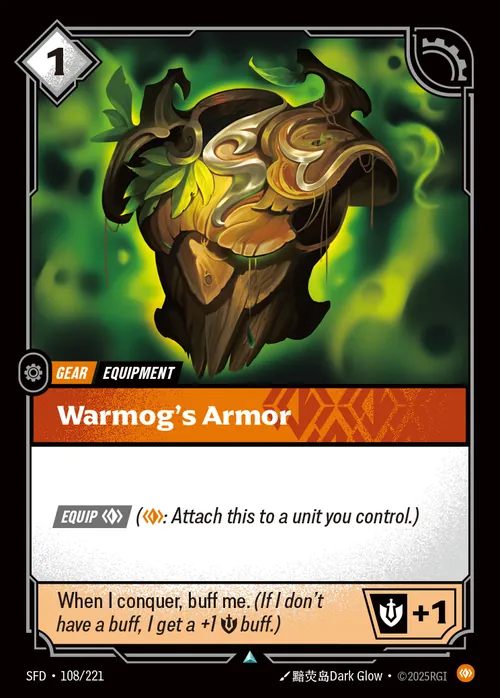 1
GEAR EQUIPMENT
Warmog's Armor
EQUIP (: Attach this to a unit you control.)
When I conquer, buff me. (If I don't
have a buff, I get a +1 buff.)
+1
SFD • 108/221
黯荧岛Dark Glow • ©2025RGI